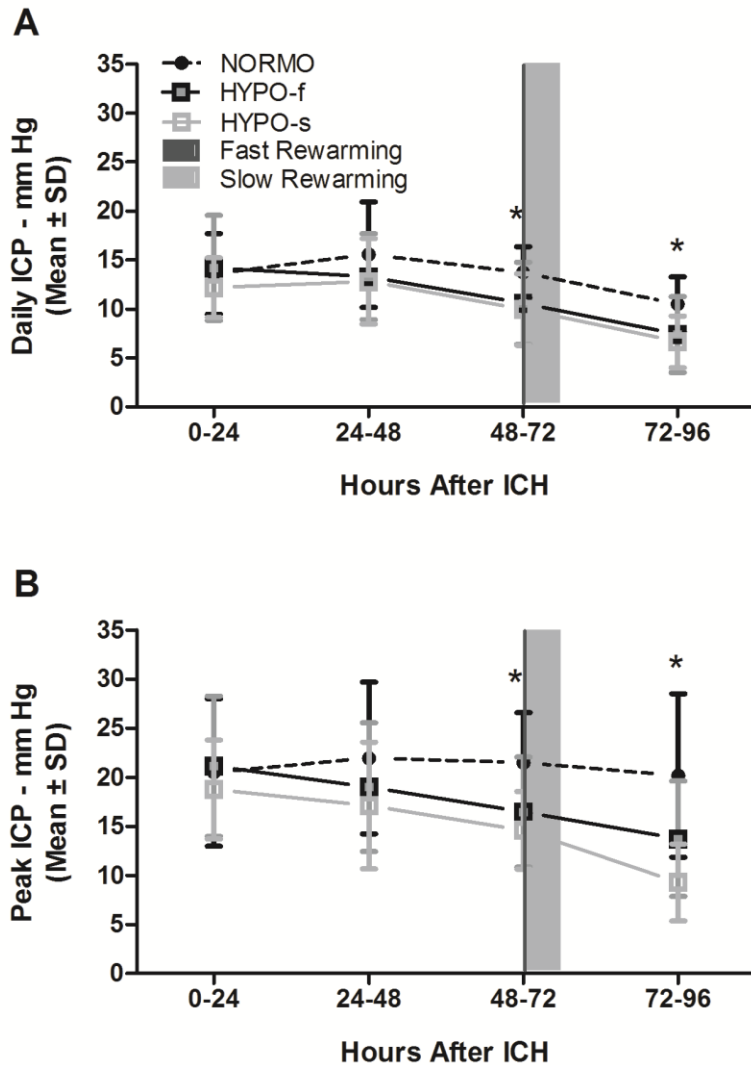 A
NORMO
HYPO-f
HYPO-s
Fast Rewarming
Slow Rewarming
35
30
25
20
15
10
5
0
Daily ICP - mm Hg
(Mean ± SD)
*
*
0-24
24-48
48-72
72-96
Hours After ICH
B
35
30
25
20
15
10
5
0
Peak ICP - mm Hg
(Mean ± SD)
*
*
0-24
24-48
48-72
72-96
Hours After ICH